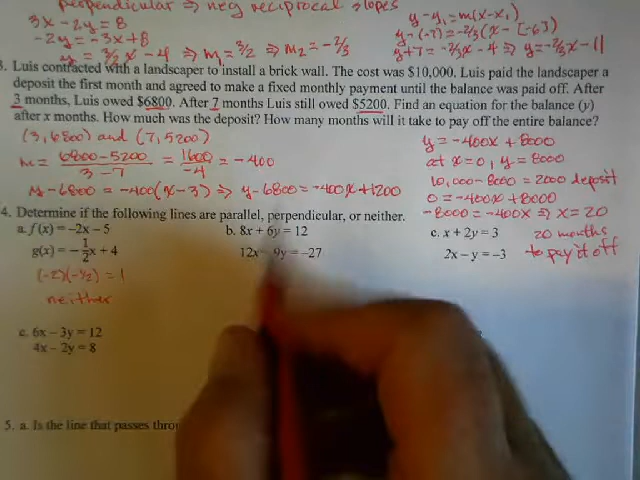 perpendicular ⇒ neg reciprocal slopes
3x - 2y = 8
-2y = -3x + 8
y = 3/2 x - 4 ⇒ m₁ = 3/2 ⇒ m₂ = -2/3
y - y₁ = m(x - x₁)
y - (-7) = -2/3 (x - [-6])
y + 7 = -2/3 x - 4 ⇒ y = -2/3 x - 11
3. Luis contracted with a landscaper to install a brick wall. The cost was $10,000. Luis paid the landscaper a
deposit the first month and agreed to make a fixed monthly payment until the balance was paid off. After
3 months, Luis owed $6800. After 7 months Luis still owed $5200. Find an equation for the balance (y)
after x months. How much was the deposit? How many months will it take to pay off the entire balance?
(3, 6800) and (7, 5200)
m = 6800 - 5200 / 3 - 7 = 1600 / -4 = -400
y - 6800 = -400(x - 3) ⇒ y - 6800 = -400x + 1200
y = -400x + 8000
at x = 0, y = 8000
10,000 - 8000 = 2000 deposit
0 = -400x + 8000
-8000 = -400x ⇒ x = 20
20 months
to pay it off
4. Determine if the following lines are parallel, perpendicular, or neither.
a. f(x) = -2x - 5
g(x) = -1/2 x + 4
(-2)(-1/2) = 1
neither
b. 8x + 6y = 12
12x 9y = -27
c. x + 2y = 3
2x - y = -3
c. 6x - 3y = 12
4x - 2y = 8
5. a. Is the line that passes